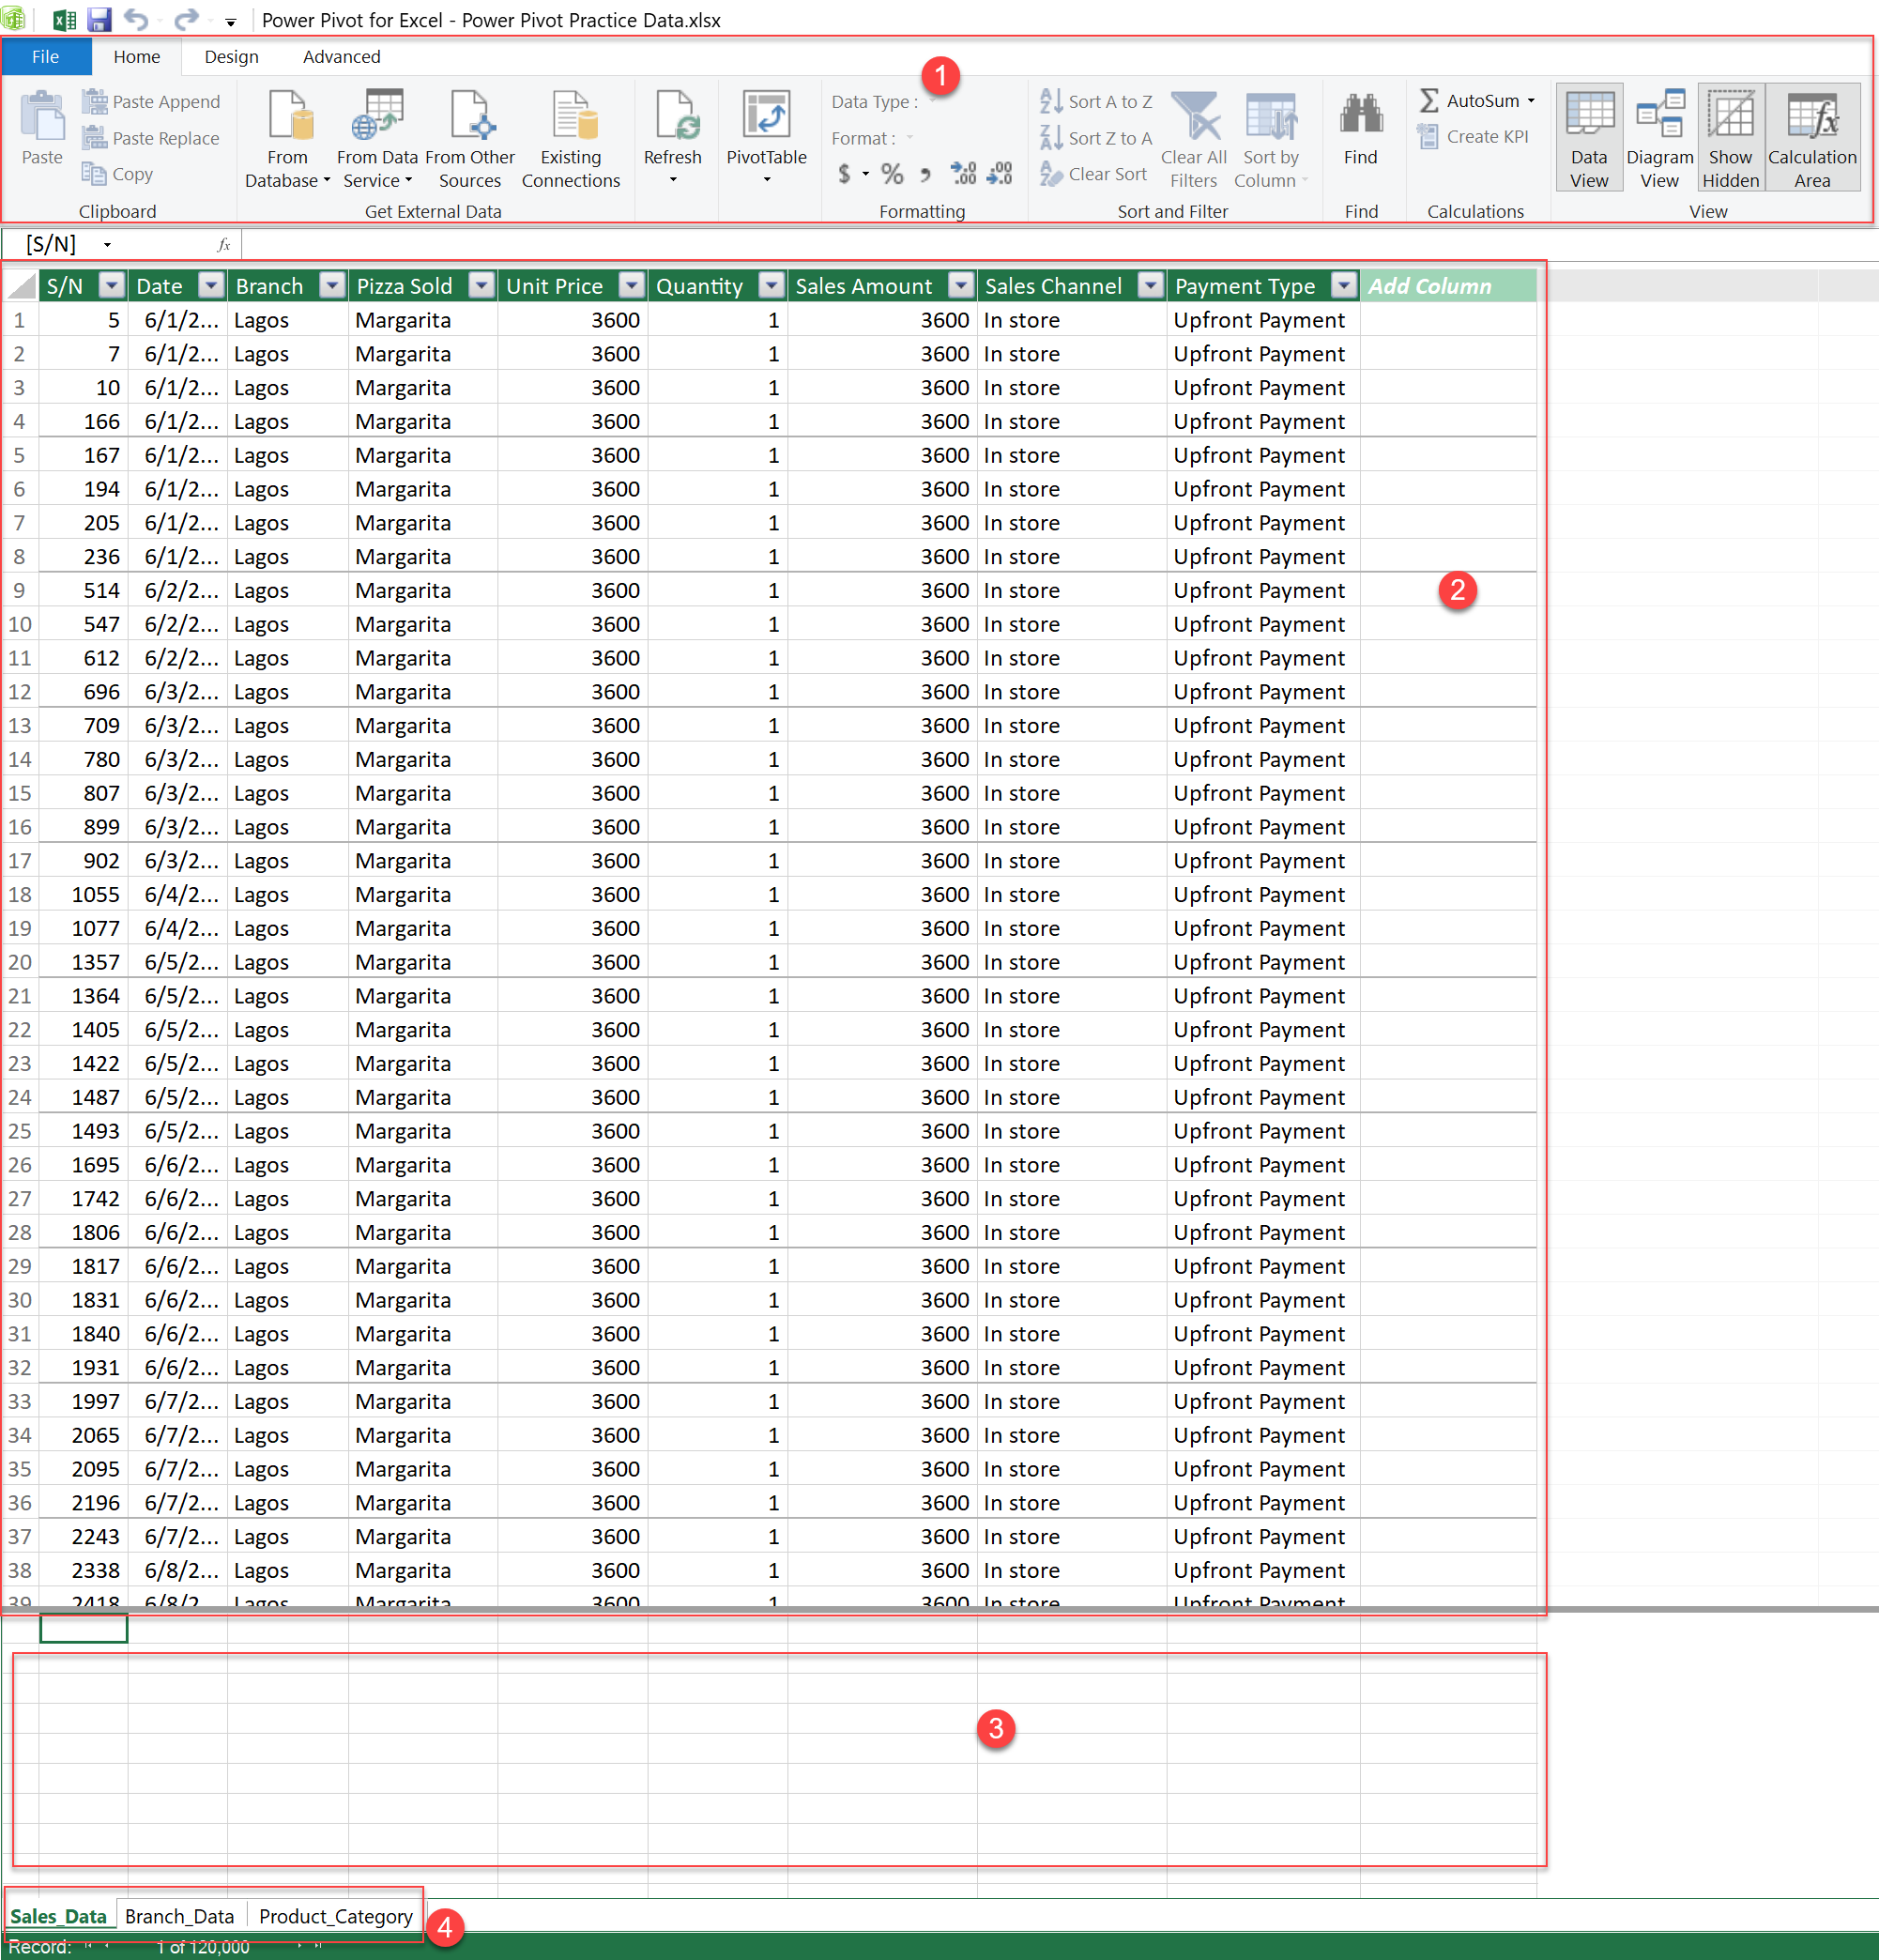 Power Pivot for Excel - Power Pivot Practice Data.xlsx
File Home Design Advanced
1
Paste
Paste Append
Paste Replace
Copy
Clipboard
From Database
From Data Service
From Other Sources
Existing Connections
Get External Data
Refresh
PivotTable
Data Type :
Format :
$ % , .00 .00
Formatting
Sort A to Z
Sort Z to A
Clear Sort
Clear All Filters
Sort by Column
Sort and Filter
Find
Find
AutoSum
Create KPI
Calculations
Data View
Diagram View
Show Hidden
Calculation Area
View
[S/N] fx
S/N Date Branch Pizza Sold Unit Price Quantity Sales Amount Sales Channel Payment Type Add Column
1 5 6/1/2... Lagos Margarita 3600 1 3600 In store Upfront Payment
2 7 6/1/2... Lagos Margarita 3600 1 3600 In store Upfront Payment
3 10 6/1/2... Lagos Margarita 3600 1 3600 In store Upfront Payment
4 166 6/1/2... Lagos Margarita 3600 1 3600 In store Upfront Payment
5 167 6/1/2... Lagos Margarita 3600 1 3600 In store Upfront Payment
6 194 6/1/2... Lagos Margarita 3600 1 3600 In store Upfront Payment
7 205 6/1/2... Lagos Margarita 3600 1 3600 In store Upfront Payment
8 236 6/1/2... Lagos Margarita 3600 1 3600 In store Upfront Payment
9 514 6/2/2... Lagos Margarita 3600 1 3600 In store Upfront Payment 2
10 547 6/2/2... Lagos Margarita 3600 1 3600 In store Upfront Payment
11 612 6/2/2... Lagos Margarita 3600 1 3600 In store Upfront Payment
12 696 6/3/2... Lagos Margarita 3600 1 3600 In store Upfront Payment
13 709 6/3/2... Lagos Margarita 3600 1 3600 In store Upfront Payment
14 780 6/3/2... Lagos Margarita 3600 1 3600 In store Upfront Payment
15 807 6/3/2... Lagos Margarita 3600 1 3600 In store Upfront Payment
16 899 6/3/2... Lagos Margarita 3600 1 3600 In store Upfront Payment
17 902 6/3/2... Lagos Margarita 3600 1 3600 In store Upfront Payment
18 1055 6/4/2... Lagos Margarita 3600 1 3600 In store Upfront Payment
19 1077 6/4/2... Lagos Margarita 3600 1 3600 In store Upfront Payment
20 1357 6/5/2... Lagos Margarita 3600 1 3600 In store Upfront Payment
21 1364 6/5/2... Lagos Margarita 3600 1 3600 In store Upfront Payment
22 1405 6/5/2... Lagos Margarita 3600 1 3600 In store Upfront Payment
23 1422 6/5/2... Lagos Margarita 3600 1 3600 In store Upfront Payment
24 1487 6/5/2... Lagos Margarita 3600 1 3600 In store Upfront Payment
25 1493 6/5/2... Lagos Margarita 3600 1 3600 In store Upfront Payment
26 1695 6/6/2... Lagos Margarita 3600 1 3600 In store Upfront Payment
27 1742 6/6/2... Lagos Margarita 3600 1 3600 In store Upfront Payment
28 1806 6/6/2... Lagos Margarita 3600 1 3600 In store Upfront Payment
29 1817 6/6/2... Lagos Margarita 3600 1 3600 In store Upfront Payment
30 1831 6/6/2... Lagos Margarita 3600 1 3600 In store Upfront Payment
31 1840 6/6/2... Lagos Margarita 3600 1 3600 In store Upfront Payment
32 1931 6/6/2... Lagos Margarita 3600 1 3600 In store Upfront Payment
33 1997 6/7/2... Lagos Margarita 3600 1 3600 In store Upfront Payment
34 2065 6/7/2... Lagos Margarita 3600 1 3600 In store Upfront Payment
35 2095 6/7/2... Lagos Margarita 3600 1 3600 In store Upfront Payment
36 2196 6/7/2... Lagos Margarita 3600 1 3600 In store Upfront Payment
37 2243 6/7/2... Lagos Margarita 3600 1 3600 In store Upfront Payment
38 2338 6/8/2... Lagos Margarita 3600 1 3600 In store Upfront Payment
39 2418 6/8/2... Lagos Margarita 3600 1 3600 In store Upfront Payment
3
Sales_Data Branch_Data Product_Category 4
Record: 1 of 120,000